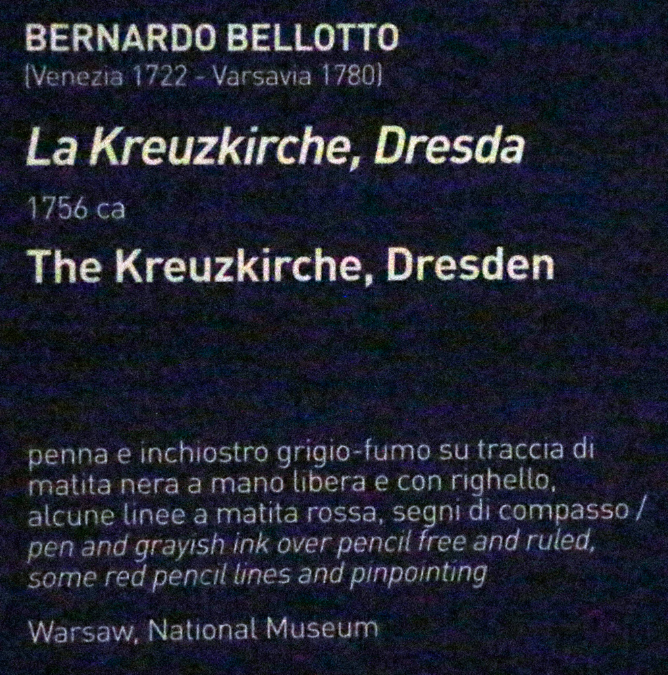 BERNARDO BELLOTTO
(Venezia 1722 - Varsavia 1780)
La Kreuzkirche, Dresda
1756 ca
The Kreuzkirche, Dresden
penna e inchiostro grigio-fumo su traccia di
matita nera a mano libera e con righello,
alcune linee a matita rossa, segni di compasso /
pen and grayish ink over pencil free and ruled,
some red pencil lines and pinpointing
Warsaw, National Museum